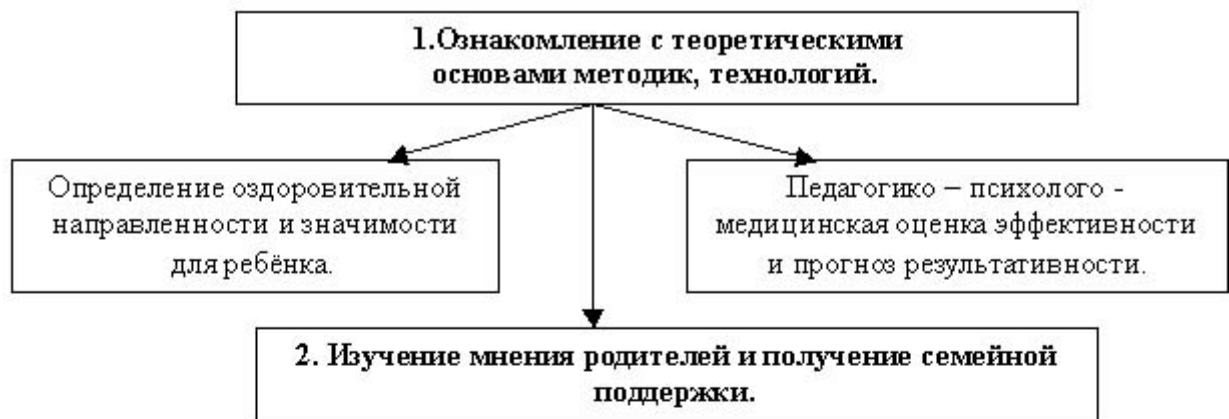 1.Ознакомление с теоретическими
основами методик, технологий.
Определение оздоровительной
направленности и значимости
для ребёнка.
Педагогико – психолого -
медицинская оценка эффективности
и прогноз результативности.
2. Изучение мнения родителей и получение семейной
поддержки.